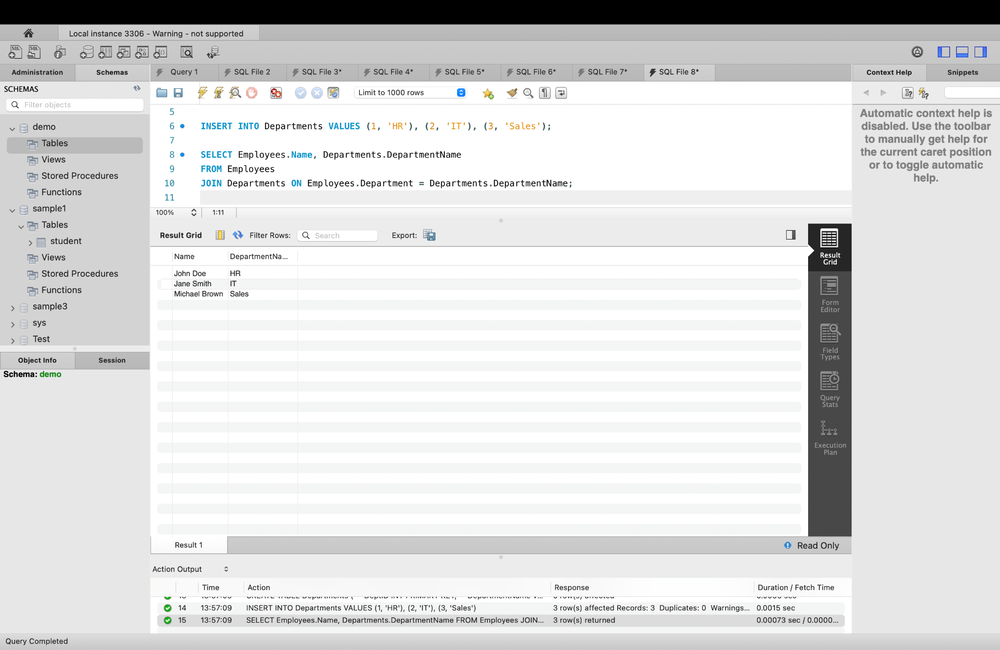 Local instance 3306 - Warning - not supported
Administration
Schemas
Query 1
SQL File 2
SQL File 3*
SQL File 4*
SQL File 5*
SQL File 6*
SQL File 7*
SQL File 8*
Context Help
Snippets
SCHEMAS
Filter objects
demo
Tables
Views
Stored Procedures
Functions
sample1
Tables
student
Views
Stored Procedures
Functions
sample3
sys
Test
Object Info
Session
Schema: demo
Limit to 1000 rows
5
6 INSERT INTO Departments VALUES (1, 'HR'), (2, 'IT'), (3, 'Sales');
7
8 SELECT Employees.Name, Departments.DepartmentName
9 FROM Employees
10 JOIN Departments ON Employees.Department = Departments.DepartmentName;
11
100% 1:11
Result Grid Filter Rows: Search Export:
Name DepartmentNa...
John Doe HR
Jane Smith IT
Michael Brown Sales
Result
Grid
Form
Editor
Field
Types
Query
Stats
Execution
Plan
Result 1
Read Only
Automatic context help is
disabled. Use the toolbar
to manually get help for
the current caret position
or to toggle automatic
help.
Action Output
Time Action Response Duration / Fetch Time
14 13:57:09 INSERT INTO Departments VALUES (1, 'HR'), (2, 'IT'), (3, 'Sales') 3 row(s) affected Records: 3 Duplicates: 0 Warnings... 0.0015 sec
15 13:57:09 SELECT Employees.Name, Departments.DepartmentName FROM Employees JOIN... 3 row(s) returned 0.00073 sec / 0.0000...
Query Completed